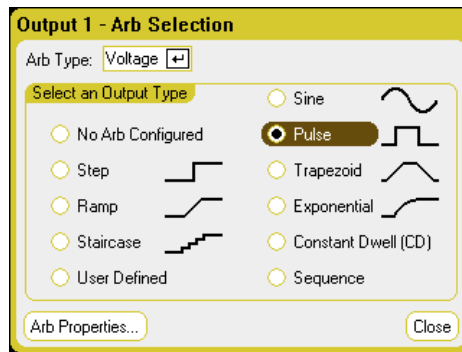 Output 1 - Arb Selection
Arb Type: Voltage
Select an Output Type
No Arb Configured
Step
Ramp
Staircase
User Defined
Sine
Pulse
Trapezoid
Exponential
Constant Dwell (CD)
Sequence
Arb Properties...
Close